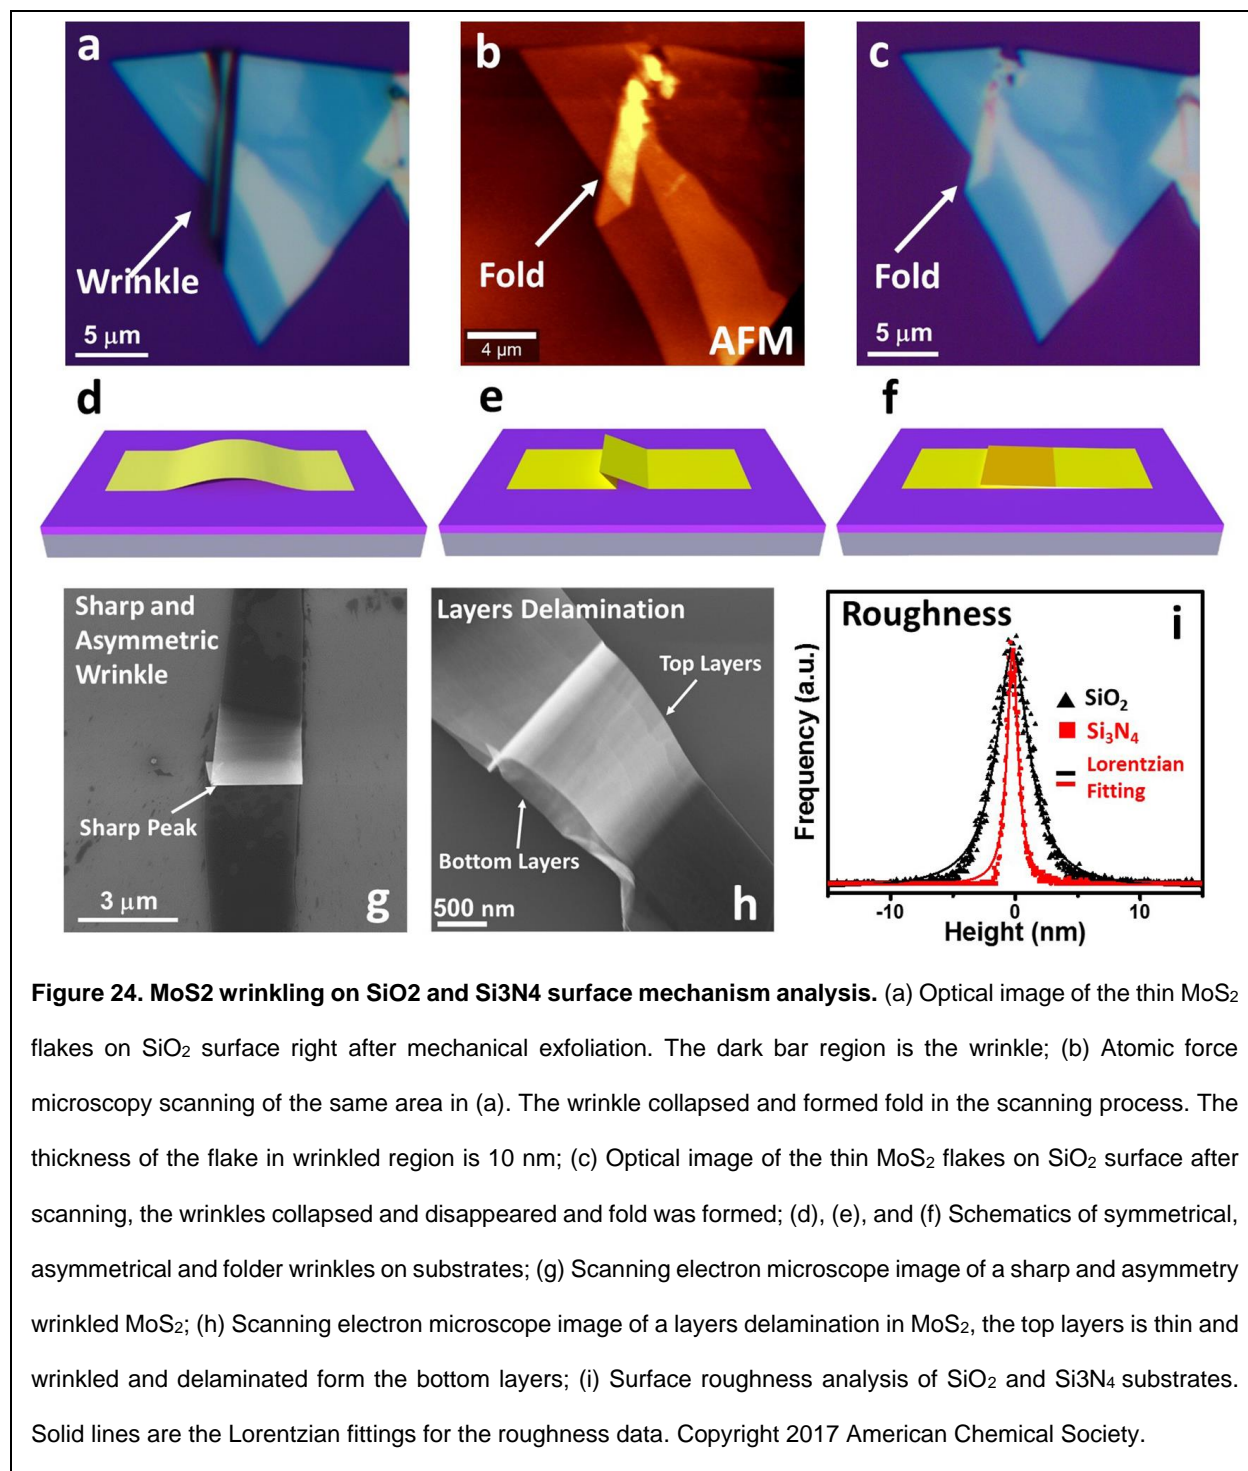 a
Wrinkle
5 μm
b
Fold
4 μm
AFM
c
Fold
5 μm
d
e
f
Sharp and
Asymmetric
Wrinkle
Sharp Peak
3 μm
g
Layers Delamination
Top Layers
Bottom Layers
500 nm
h
Roughness
i
Frequency (a.u.)
SiO2
Si3N4
Lorentzian
Fitting
-10 0 10
Height (nm)
Figure 24. MoS2 wrinkling on SiO2 and Si3N4 surface mechanism analysis. (a) Optical image of the thin MoS2
flakes on SiO2 surface right after mechanical exfoliation. The dark bar region is the wrinkle; (b) Atomic force
microscopy scanning of the same area in (a). The wrinkle collapsed and formed fold in the scanning process. The
thickness of the flake in wrinkled region is 10 nm; (c) Optical image of the thin MoS2 flakes on SiO2 surface after
scanning, the wrinkles collapsed and disappeared and fold was formed; (d), (e), and (f) Schematics of symmetrical,
asymmetrical and folder wrinkles on substrates; (g) Scanning electron microscope image of a sharp and asymmetry
wrinkled MoS2; (h) Scanning electron microscope image of a layers delamination in MoS2, the top layers is thin and
wrinkled and delaminated form the bottom layers; (i) Surface roughness analysis of SiO2 and Si3N4 substrates.
Solid lines are the Lorentzian fittings for the roughness data. Copyright 2017 American Chemical Society.